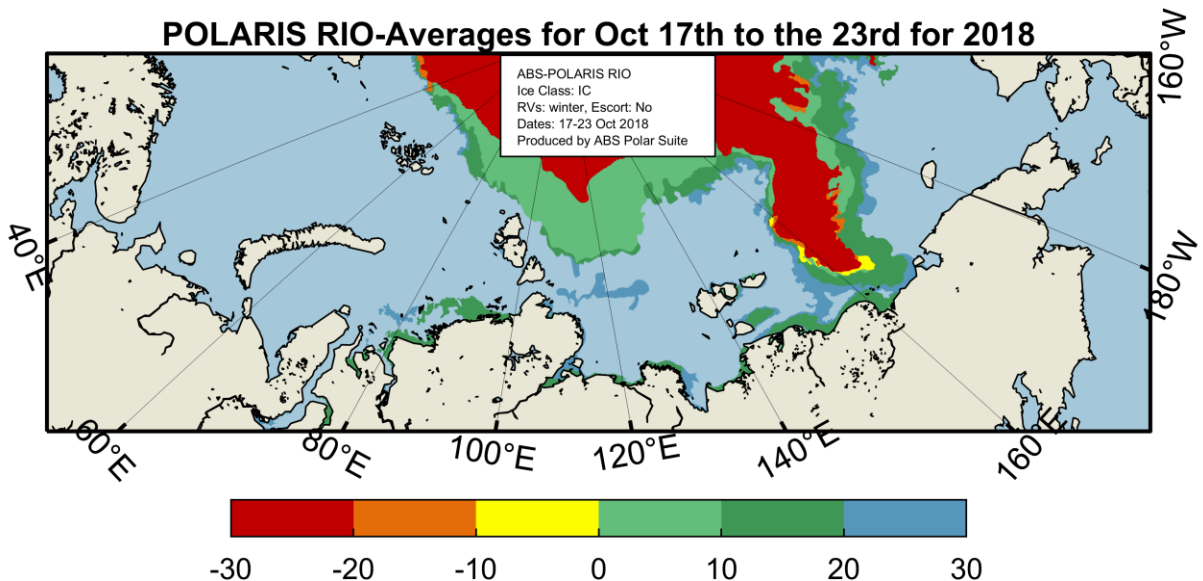 POLARIS RIO-Averages for Oct 17th to the 23rd for 2018
ABS-POLARIS RIO
Ice Class: IC
RVs: winter, Escort: No
Dates: 17-23 Oct 2018
Produced by ABS Polar Suite
160°W
180°W
40°E
60°E
80°E
100°E
120°E
140°E
160°E
-30 -20 -10 0 10 20 30